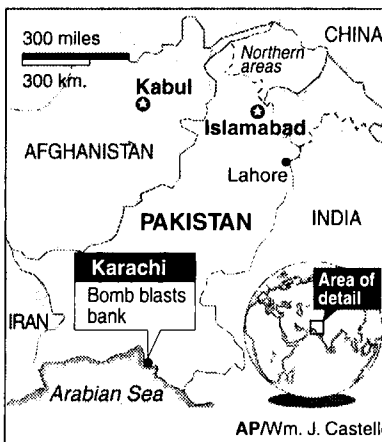 300 miles
300 km.
CHINA
Northern
areas
Kabul
Islamabad
AFGHANISTAN
Lahore
PAKISTAN
INDIA
Karachi
Bomb blasts
bank
Area of
detail
IRAN
Arabian Sea
AP/Wm. J. Castello